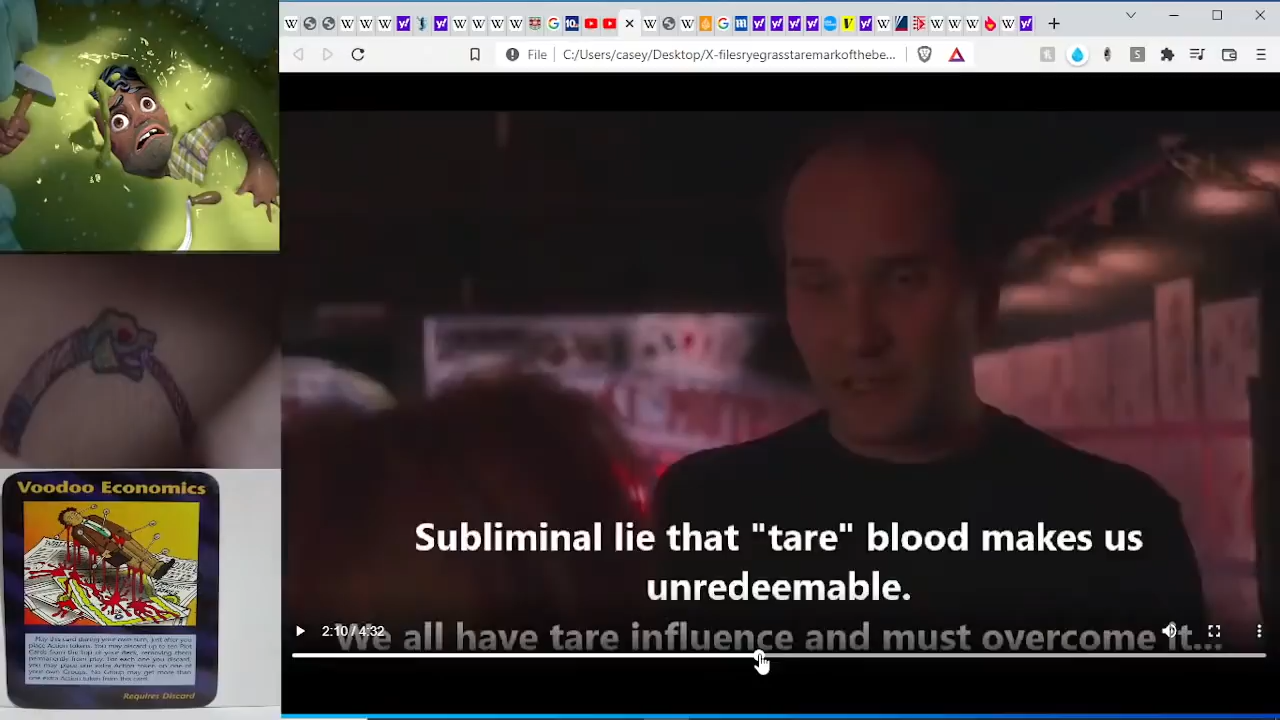 File
C:/Users/casey/Desktop/X-filesryegrasstaremarkofthebe...
Subliminal lie that "tare" blood makes us
unredeemable.
We all have tare influence and must overcome it...
2:10 / 4:32
Voodoo Economics
Requires Discard